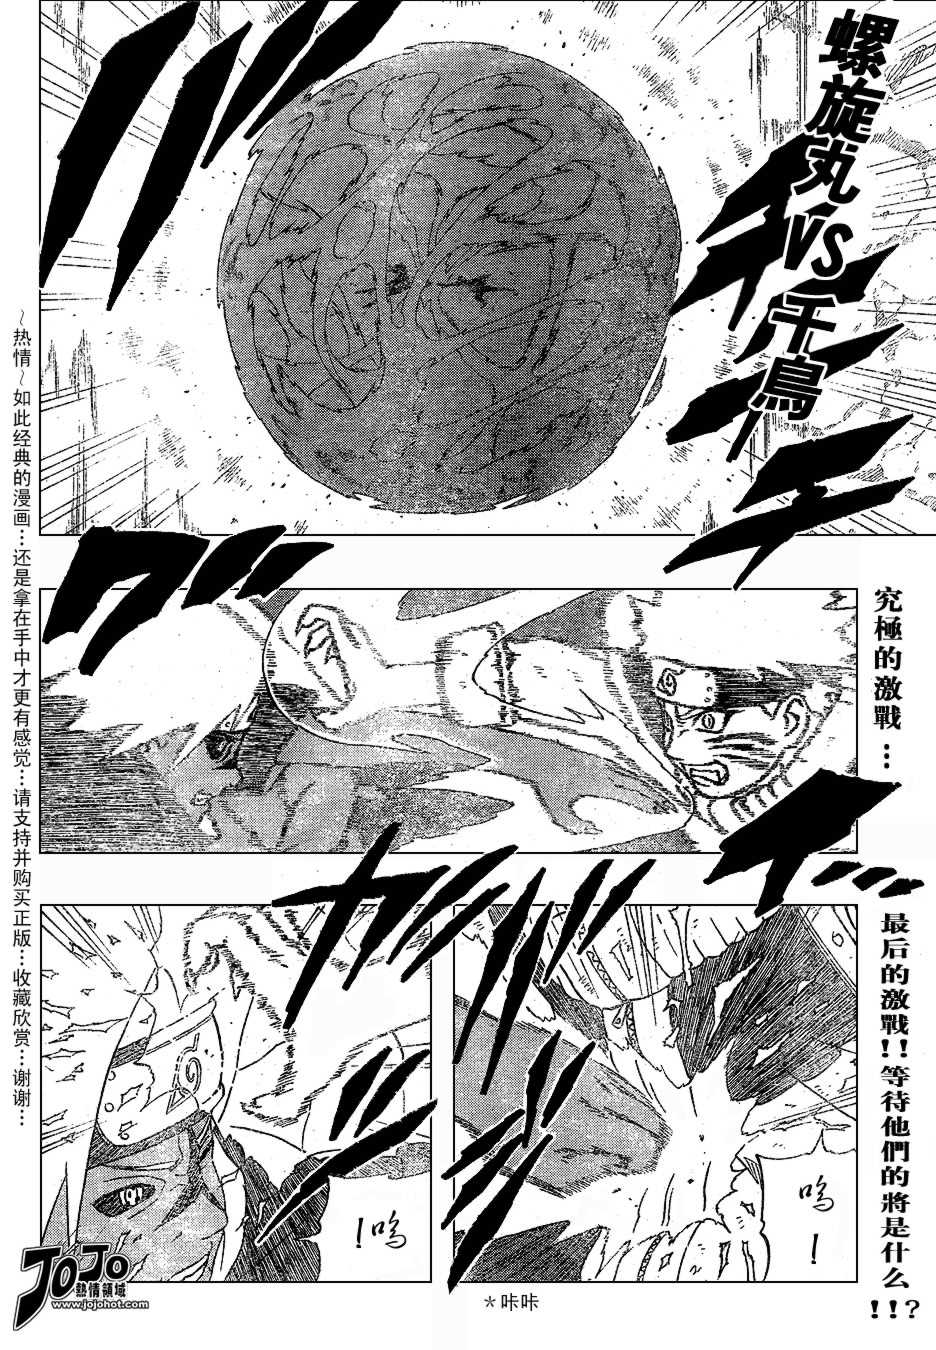 螺旋丸VS千鳥!
究極的激戰…
最后的激戰!!等待他們的將是什么!!?
呜!
呜!
*咔咔
~热情~如此经典的漫画…还是拿在手中才更有感觉…请支持并购买正版…收藏欣赏…谢谢…
JOJO
熱情領域
www.jojohot.com